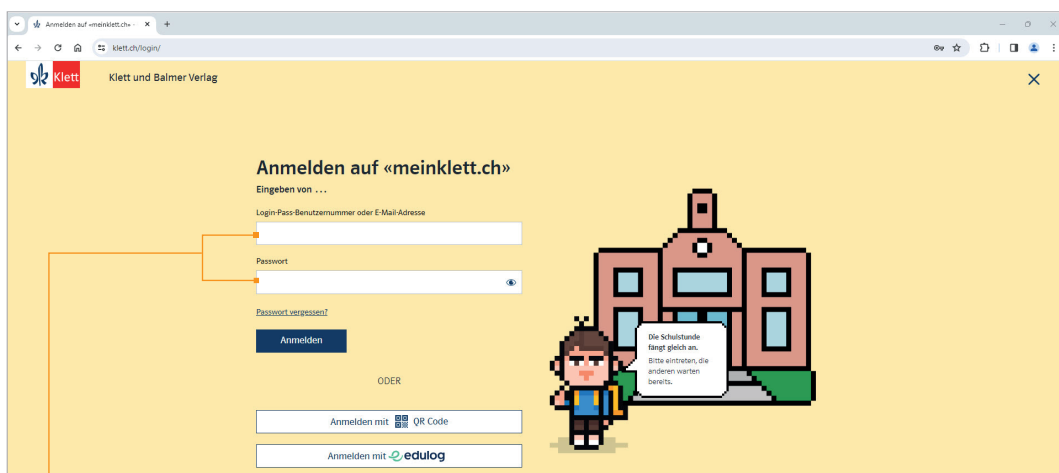 Anmelden auf «meinklett.ch» -
klett.ch/login/
Klett
Klett und Balmer Verlag
Anmelden auf «meinklett.ch»
Eingeben von ...
Login-Pass-Benutzernummer oder E-Mail-Adresse
Passwort
Passwort vergessen?
Anmelden
ODER
Anmelden mit QR Code
Anmelden mit edulog
Die Schulstunde
fängt gleich an.
Bitte eintreten, die
anderen warten
bereits.